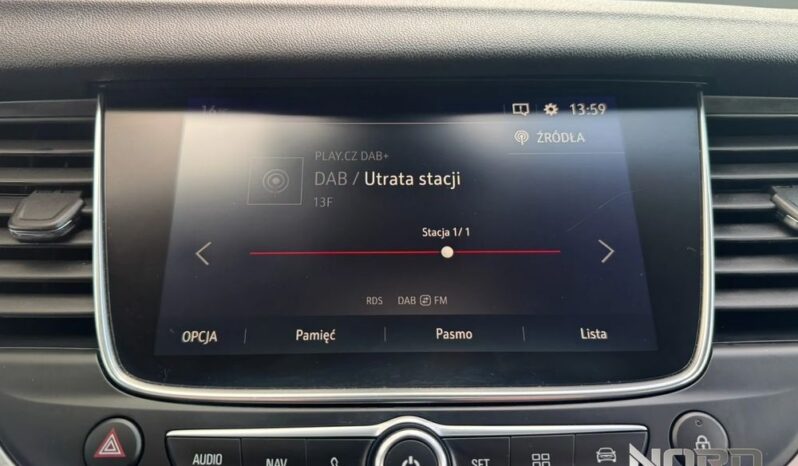 13:59
ŹRÓDŁA
PLAY.CZ DAB+
DAB / Utrata stacji
13F
Stacja 1/1
RDS DAB FM
OPCJA Pamięć Pasmo Lista
AUDIO NAV SET
NORD